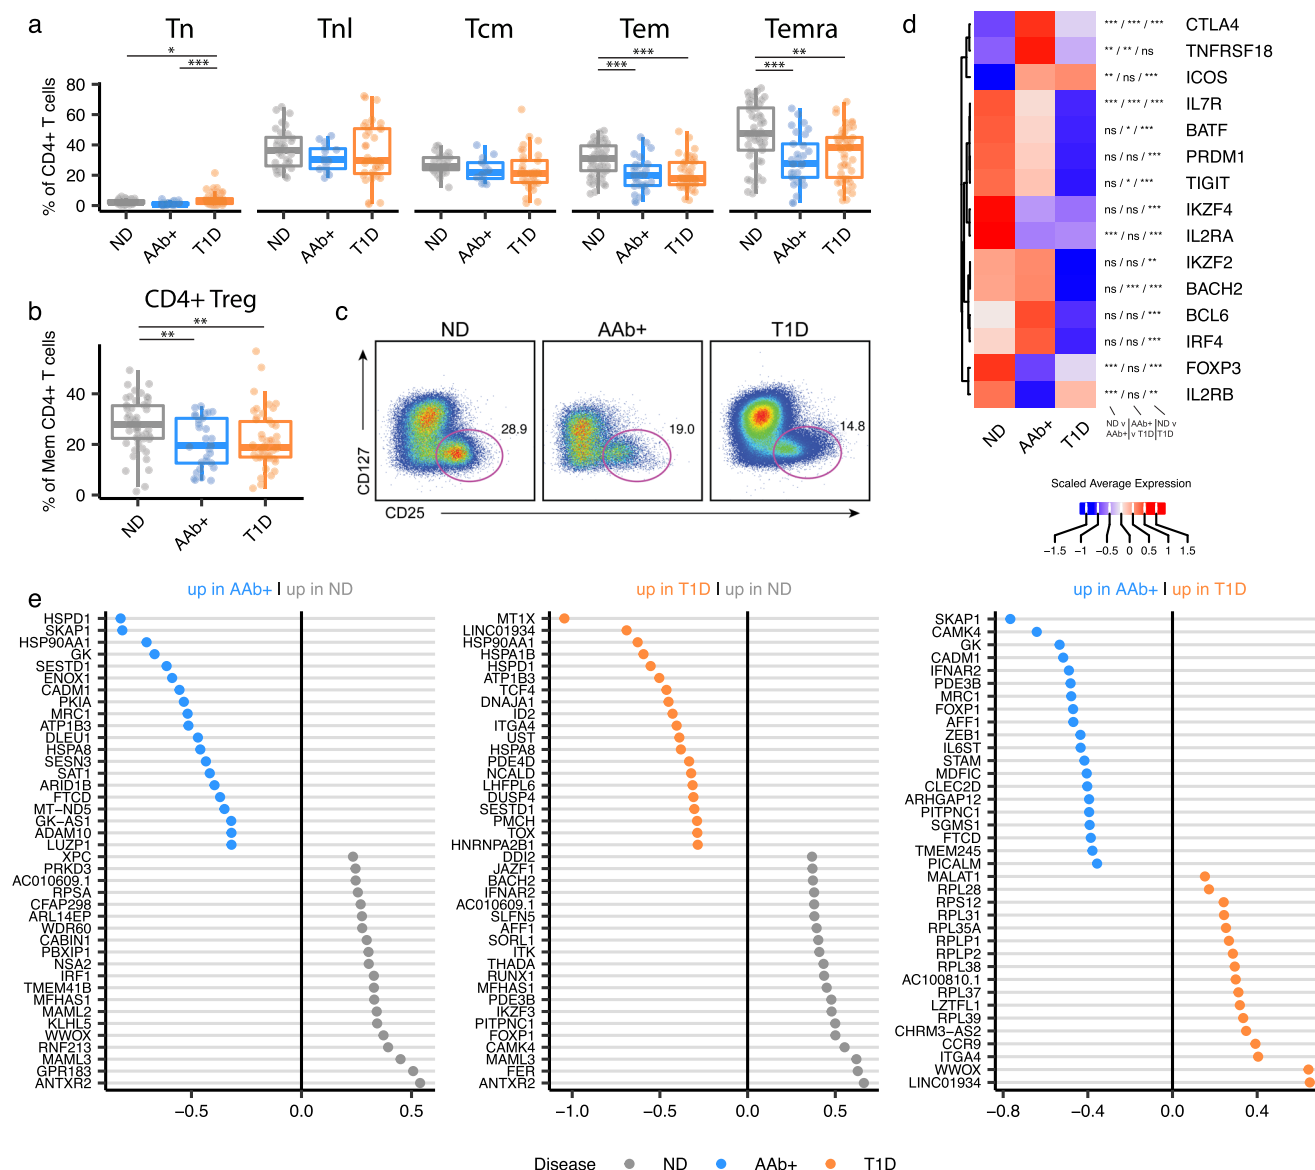 a
Tn
Tnl
Tcm
Tem
Temra
* *** *** *** ** ***
% of CD4+ T cells
80
60
40
20
0
ND AAb+ T1D
ND AAb+ T1D
ND AAb+ T1D
ND AAb+ T1D
ND AAb+ T1D
b
CD4+ Treg
**
**
% of Mem CD4+ T cells
40
20
0
ND AAb+ T1D
c
ND AAb+ T1D
28.9 19.0 14.8
CD127
CD25
d
*** / *** / *** CTLA4
** / ** / ns TNFRSF18
** / ns / *** ICOS
*** / *** / *** IL7R
ns / * / *** BATF
ns / ns / *** PRDM1
ns / * / *** TIGIT
ns / ns / *** IKZF4
*** / ns / *** IL2RA
ns / ns / ** IKZF2
ns / *** / *** BACH2
ns / ns / *** BCL6
ns / ns / *** IRF4
*** / ns / *** FOXP3
*** / ns / ** IL2RB
ND AAb+ T1D
ND v AAb+ | AAb+ v T1D | ND v T1D
Scaled Average Expression
−1.5 −1 −0.5 0 0.5 1 1.5
e
up in AAb+ | up in ND
HSPD1
SKAP1
HSP90AA1
GK
SESTD1
ENOX1
CADM1
PKIA
MRC1
ATP1B3
DLEU1
HSPA8
SESN3
SAT1
ARID1B
FTCD
MT−ND5
GK−AS1
ADAM10
LUZP1
XPC
PRKD3
AC010609.1
RPSA
CFAP298
ARL14EP
WDR60
CABIN1
PBXIP1
NSA2
IRF1
TMEM41B
MFHAS1
MAML2
KLHL5
WWOX
RNF213
MAML3
GPR183
ANTXR2
−0.5 0.0 0.5
up in T1D | up in ND
MT1X
LINC01934
HSP90AA1
HSPA1B
HSPD1
ATP1B3
TCF4
DNAJA1
ID2
ITGA4
UST
HSPA8
PDE4D
NCALD
LHFPL6
DUSP4
SESTD1
PMCH
TOX
HNRNPA2B1
DDI2
JAZF1
BACH2
IFNAR2
AC010609.1
SLFN5
AFF1
SORL1
ITK
THADA
RUNX1
MFHAS1
PDE3B
IKZF3
PITPNC1
FOXP1
CAMK4
MAML3
FER
ANTXR2
−1.0 −0.5 0.0 0.5
up in AAb+ | up in T1D
SKAP1
CAMK4
GK
CADM1
IFNAR2
PDE3B
MRC1
FOXP1
AFF1
ZEB1
IL6ST
STAM
MDFIC
CLEC2D
ARHGAP12
PITPNC1
SGMS1
FTCD
TMEM245
PICALM
MALAT1
RPL28
RPS12
RPL31
RPL35A
RPLP1
RPLP2
RPL38
AC100810.1
RPL37
LZTFL1
RPL39
CHRM3−AS2
CCR9
ITGA4
WWOX
LINC01934
−0.8 −0.4 0.0 0.4
Disease ND AAb+ T1D